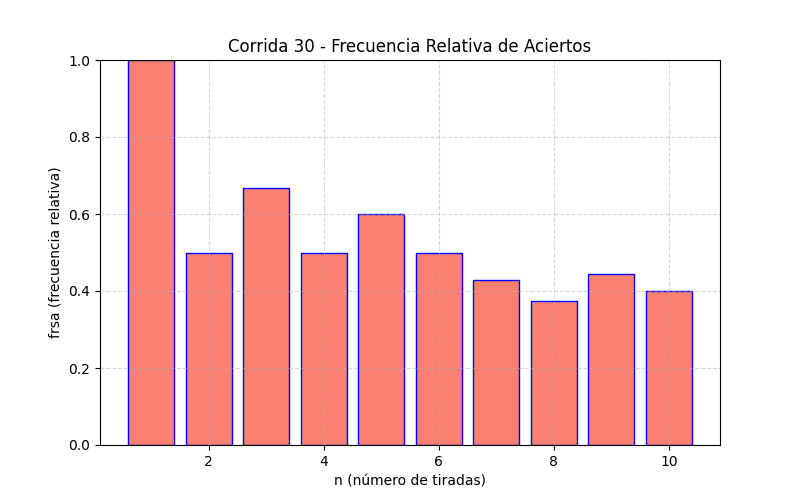 Corrida 30 - Frecuencia Relativa de Aciertos
frsa (frecuencia relativa)
1.0
0.8
0.6
0.4
0.2
0.0
2 4 6 8 10
n (número de tiradas)